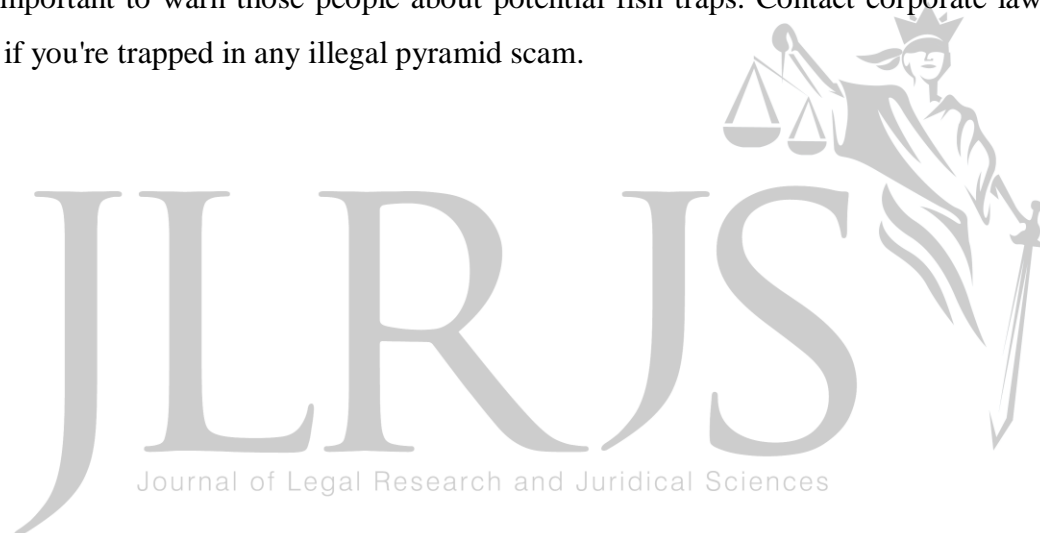 important to warn those people about potential fish traps. Contact corporate law
if you're trapped in any illegal pyramid scam.
JLRJS
Journal of Legal Research and Juridical Sciences